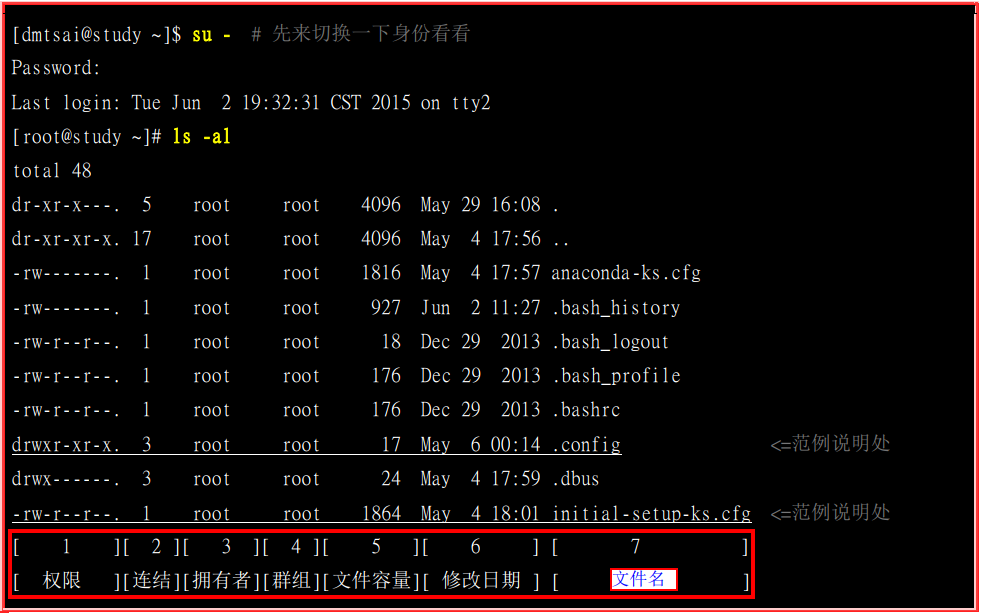 [dmtsai@study ~]$ su -  # 先来切换一下身份看看
Password:
Last login: Tue Jun  2 19:32:31 CST 2015 on tty2
[root@study ~]# ls -al
total 48
dr-xr-x---.  5    root     root    4096  May 29 16:08 .
dr-xr-xr-x. 17    root     root    4096  May  4 17:56 ..
-rw-------.  1    root     root    1816  May  4 17:57 anaconda-ks.cfg
-rw-------.  1    root     root     927  Jun  2 11:27 .bash_history
-rw-r--r--.  1    root     root      18  Dec 29  2013 .bash_logout
-rw-r--r--.  1    root     root     176  Dec 29  2013 .bash_profile
-rw-r--r--.  1    root     root     176  Dec 29  2013 .bashrc
drwxr-xr-x.  3    root     root      17  May  6 00:14 .config               <=范例说明处
drwx------.  3    root     root      24  May  4 17:59 .dbus
-rw-r--r--.  1    root     root    1864  May  4 18:01 initial-setup-ks.cfg  <=范例说明处
[    1    ][  2 ][   3  ][  4 ][    5   ][    6     ] [       7          ]
[  权限   ][连结][拥有者][群组][文件容量][ 修改日期 ] [     文件名       ]